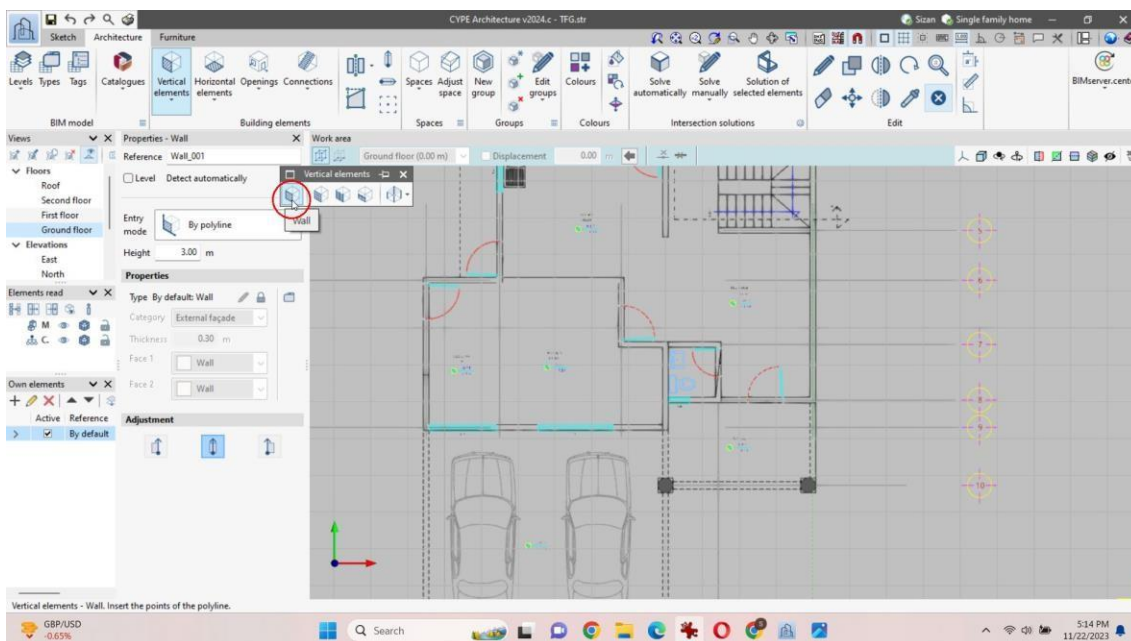 CYPE Architecture v2024.c - TFG.str
Sizan
Single family home
Sketch
Architecture
Furniture
Levels
Types
Tags
Catalogues
Vertical elements
Horizontal elements
Openings
Connections
Spaces
Adjust space
New group
Edit groups
Colours
Solve automatically
Solve manually
Solution of selected elements
BIMserver.cent
BIM model
Building elements
Spaces
Groups
Colours
Intersection solutions
Edit
Views
Properties - Wall
Work area
Reference
Wall_001
Ground floor (0.00 m)
Displacement
0.00 m
Floors
Roof
Second floor
First floor
Ground floor
Elevations
East
North
Level
Detect automatically
Vertical elements
Wall
Entry mode
By polyline
Height
3.00 m
Properties
Type
By default: Wall
Category
External façade
Thickness
0.30 m
Face 1
Wall
Face 2
Wall
Adjustment
Elements read
M
C.
Own elements
Active
Reference
By default
5
6
7
8
9
10
Vertical elements - Wall. Insert the points of the polyline.
GBP/USD
-0.65%
Search
5:14 PM
11/22/2023